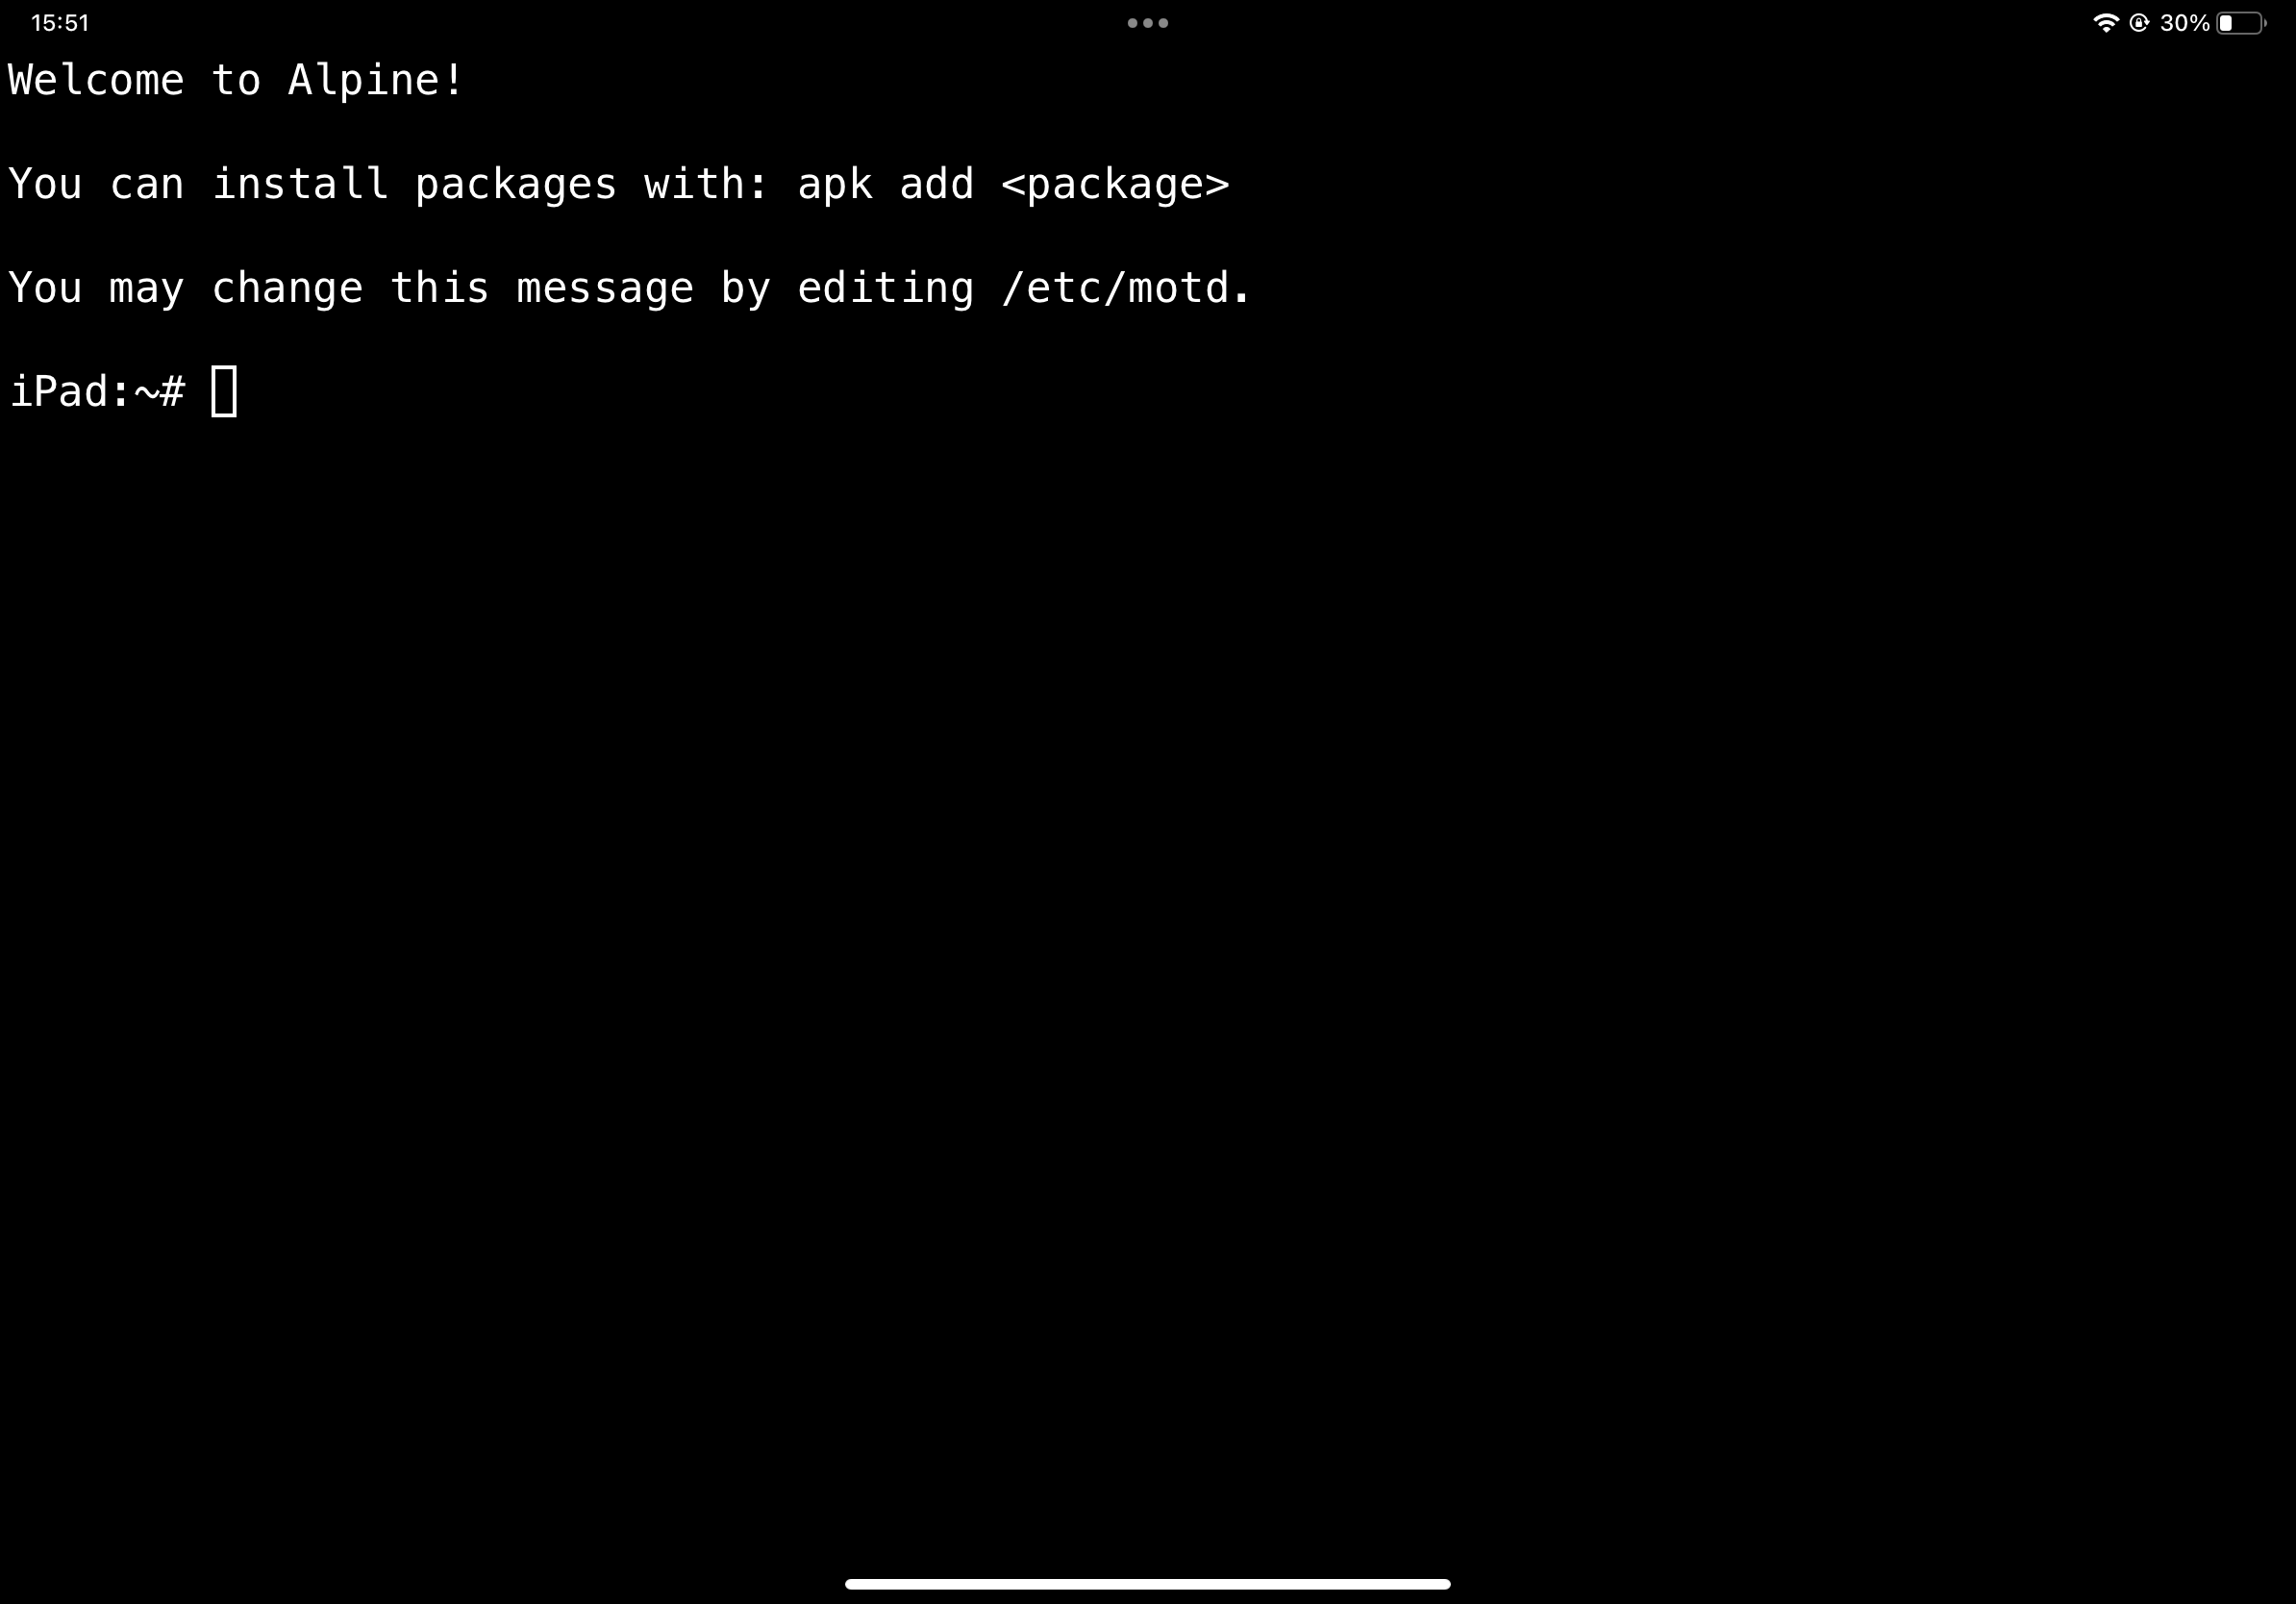 15:51
30%
Welcome to Alpine!
You can install packages with: apk add <package>
You may change this message by editing /etc/motd.
iPad:~#